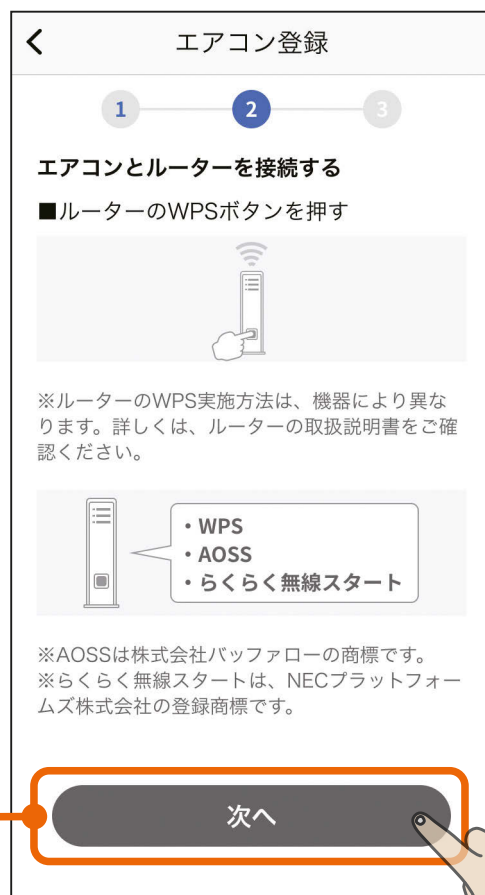 エアコン登録
1 2 3
エアコンとルーターを接続する
■ルーターのWPSボタンを押す
※ルーターのWPS実施方法は、機器により異な
ります。詳しくは、ルーターの取扱説明書をご確
認ください。
・WPS
・AOSS
・らくらく無線スタート
※AOSSは株式会社バッファローの商標です。
※らくらく無線スタートは、NECプラットフォー
ムズ株式会社の登録商標です。
次へ